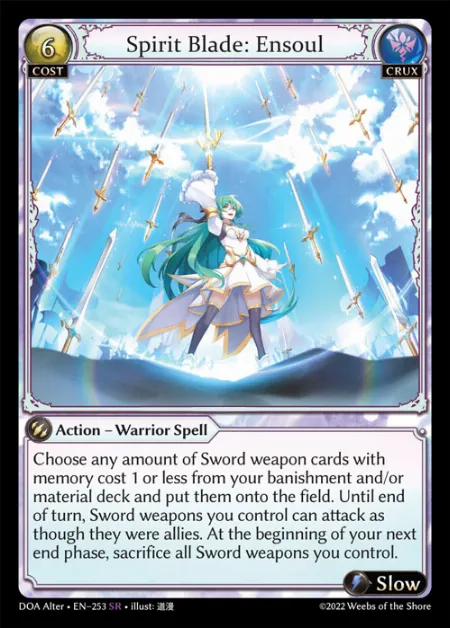 6
Spirit Blade: Ensoul
COST
CRUX
Action – Warrior Spell
Choose any amount of Sword weapon cards with
memory cost 1 or less from your banishment and/or
material deck and put them onto the field. Until end
of turn, Sword weapons you control can attack as
though they were allies. At the beginning of your next
end phase, sacrifice all Sword weapons you control.
Slow
DOA Alter • EN–253 SR • illust: 道漫
©2022 Weebs of the Shore